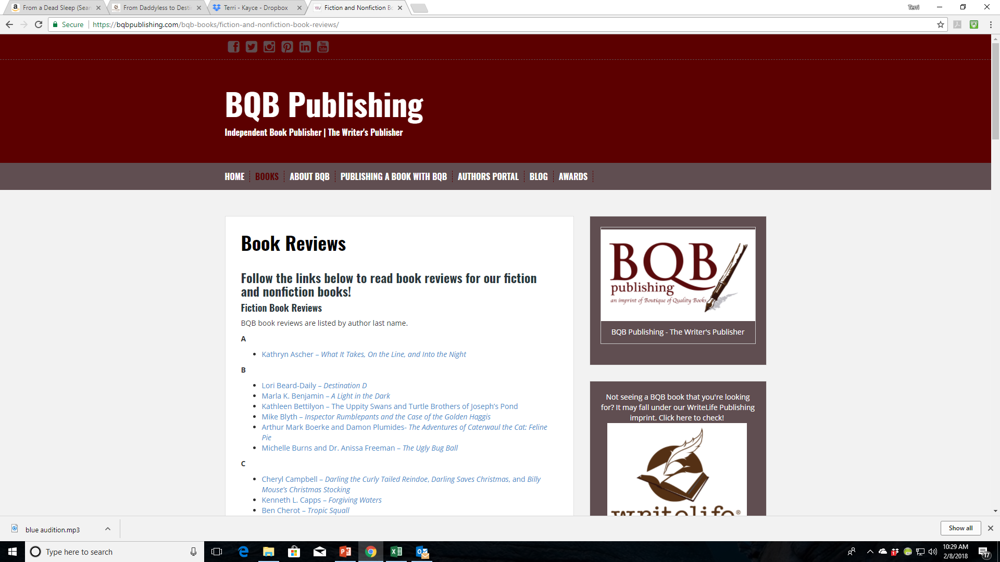 From a Dead Sleep (Sean
From Daddyless to Desti
Terri - Kayce - Dropbox
Fiction and Nonfiction Bo
Terri
Secure
https://bqbpublishing.com/bqb-books/fiction-and-nonfiction-book-reviews/
BQB Publishing
Independent Book Publisher | The Writer's Publisher
HOME BOOKS ABOUT BQB PUBLISHING A BOOK WITH BQB AUTHORS PORTAL BLOG AWARDS
Book Reviews
Follow the links below to read book reviews for our fiction
and nonfiction books!
Fiction Book Reviews
BQB book reviews are listed by author last name.
A
Kathryn Ascher – What It Takes, On the Line, and Into the Night
B
Lori Beard-Daily – Destination D
Marla K. Benjamin – A Light in the Dark
Kathleen Bettilyon – The Uppity Swans and Turtle Brothers of Joseph’s Pond
Mike Blyth – Inspector Rumblepants and the Case of the Golden Haggis
Arthur Mark Boerke and Damon Plumides- The Adventures of Caterwaul the Cat: Feline
Pie
Michelle Burns and Dr. Anissa Freeman – The Ugly Bug Ball
C
Cheryl Campbell – Darling the Curly Tailed Reindoe, Darling Saves Christmas, and Billy
Mouse’s Christmas Stocking
Kenneth L. Capps – Forgiving Waters
Ben Cherot – Tropic Squall
BQB
publishing
an imprint of Boutique of Quality Books
BQB Publishing - The Writer's Publisher
Not seeing a BQB book that you're looking
for? It may fall under our WriteLife Publishing
imprint. Click here to check!
writelife®
blue audition.mp3
Show all
Type here to search
10:29 AM
2/8/2018
17